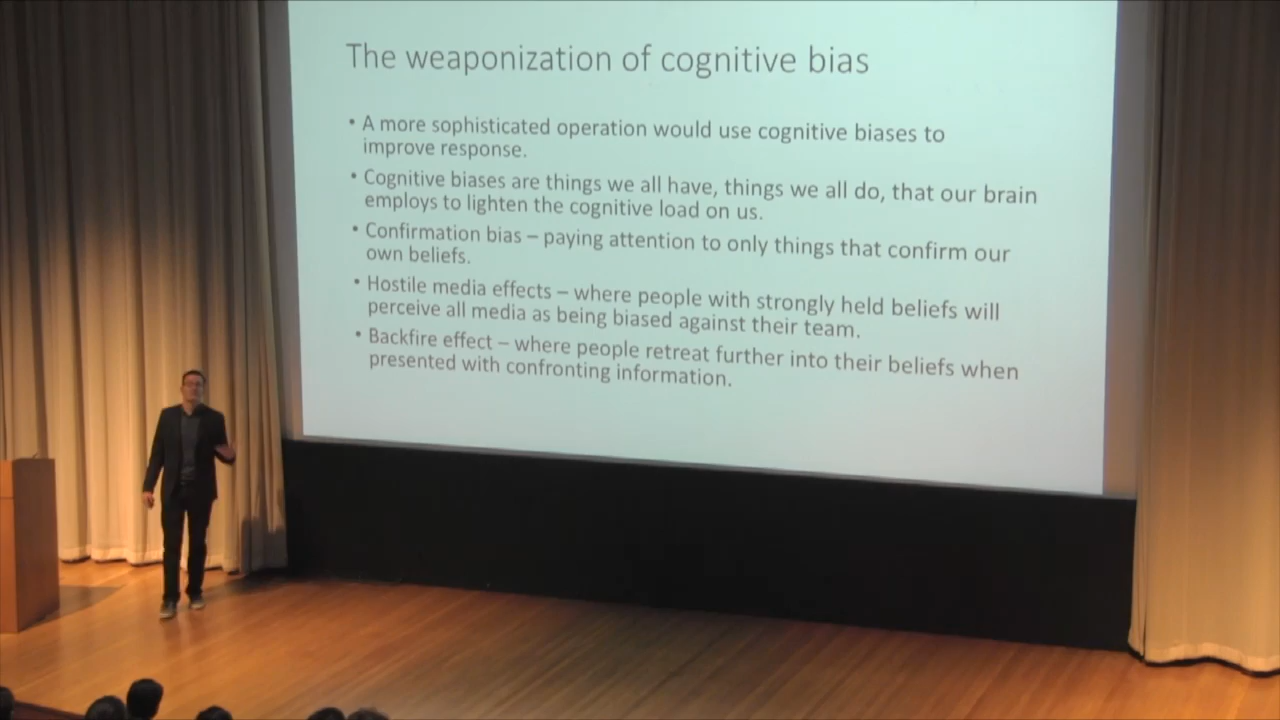 The weaponization of cognitive bias
• A more sophisticated operation would use cognitive biases to
improve response.
• Cognitive biases are things we all have, things we all do, that our brain
employs to lighten the cognitive load on us.
• Confirmation bias – paying attention to only things that confirm our
own beliefs.
• Hostile media effects – where people with strongly held beliefs will
perceive all media as being biased against their team.
• Backfire effect – where people retreat further into their beliefs when
presented with confronting information.